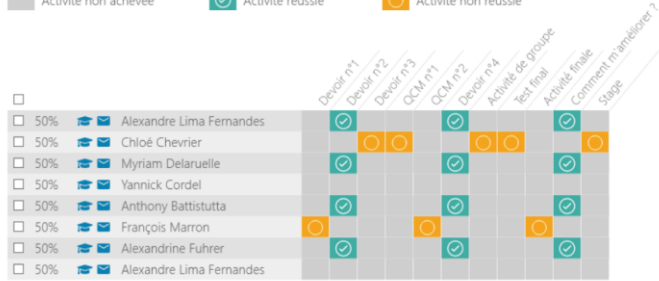 Activité non achevée Activité réussie Activité non réussie
Devoir n°1 Devoir n°2 Devoir n°3 QCM n°1 QCM n°2 Devoir n°4 Activité de groupe Test final Activité finale Comment m'améliorer ? Stage
50% Alexandre Lima Fernandes
50% Chloé Chevrier
50% Myriam Delaruelle
50% Yannick Cordel
50% Anthony Battistutta
50% François Marron
50% Alexandrine Fuhrer
50% Alexandre Lima Fernandes